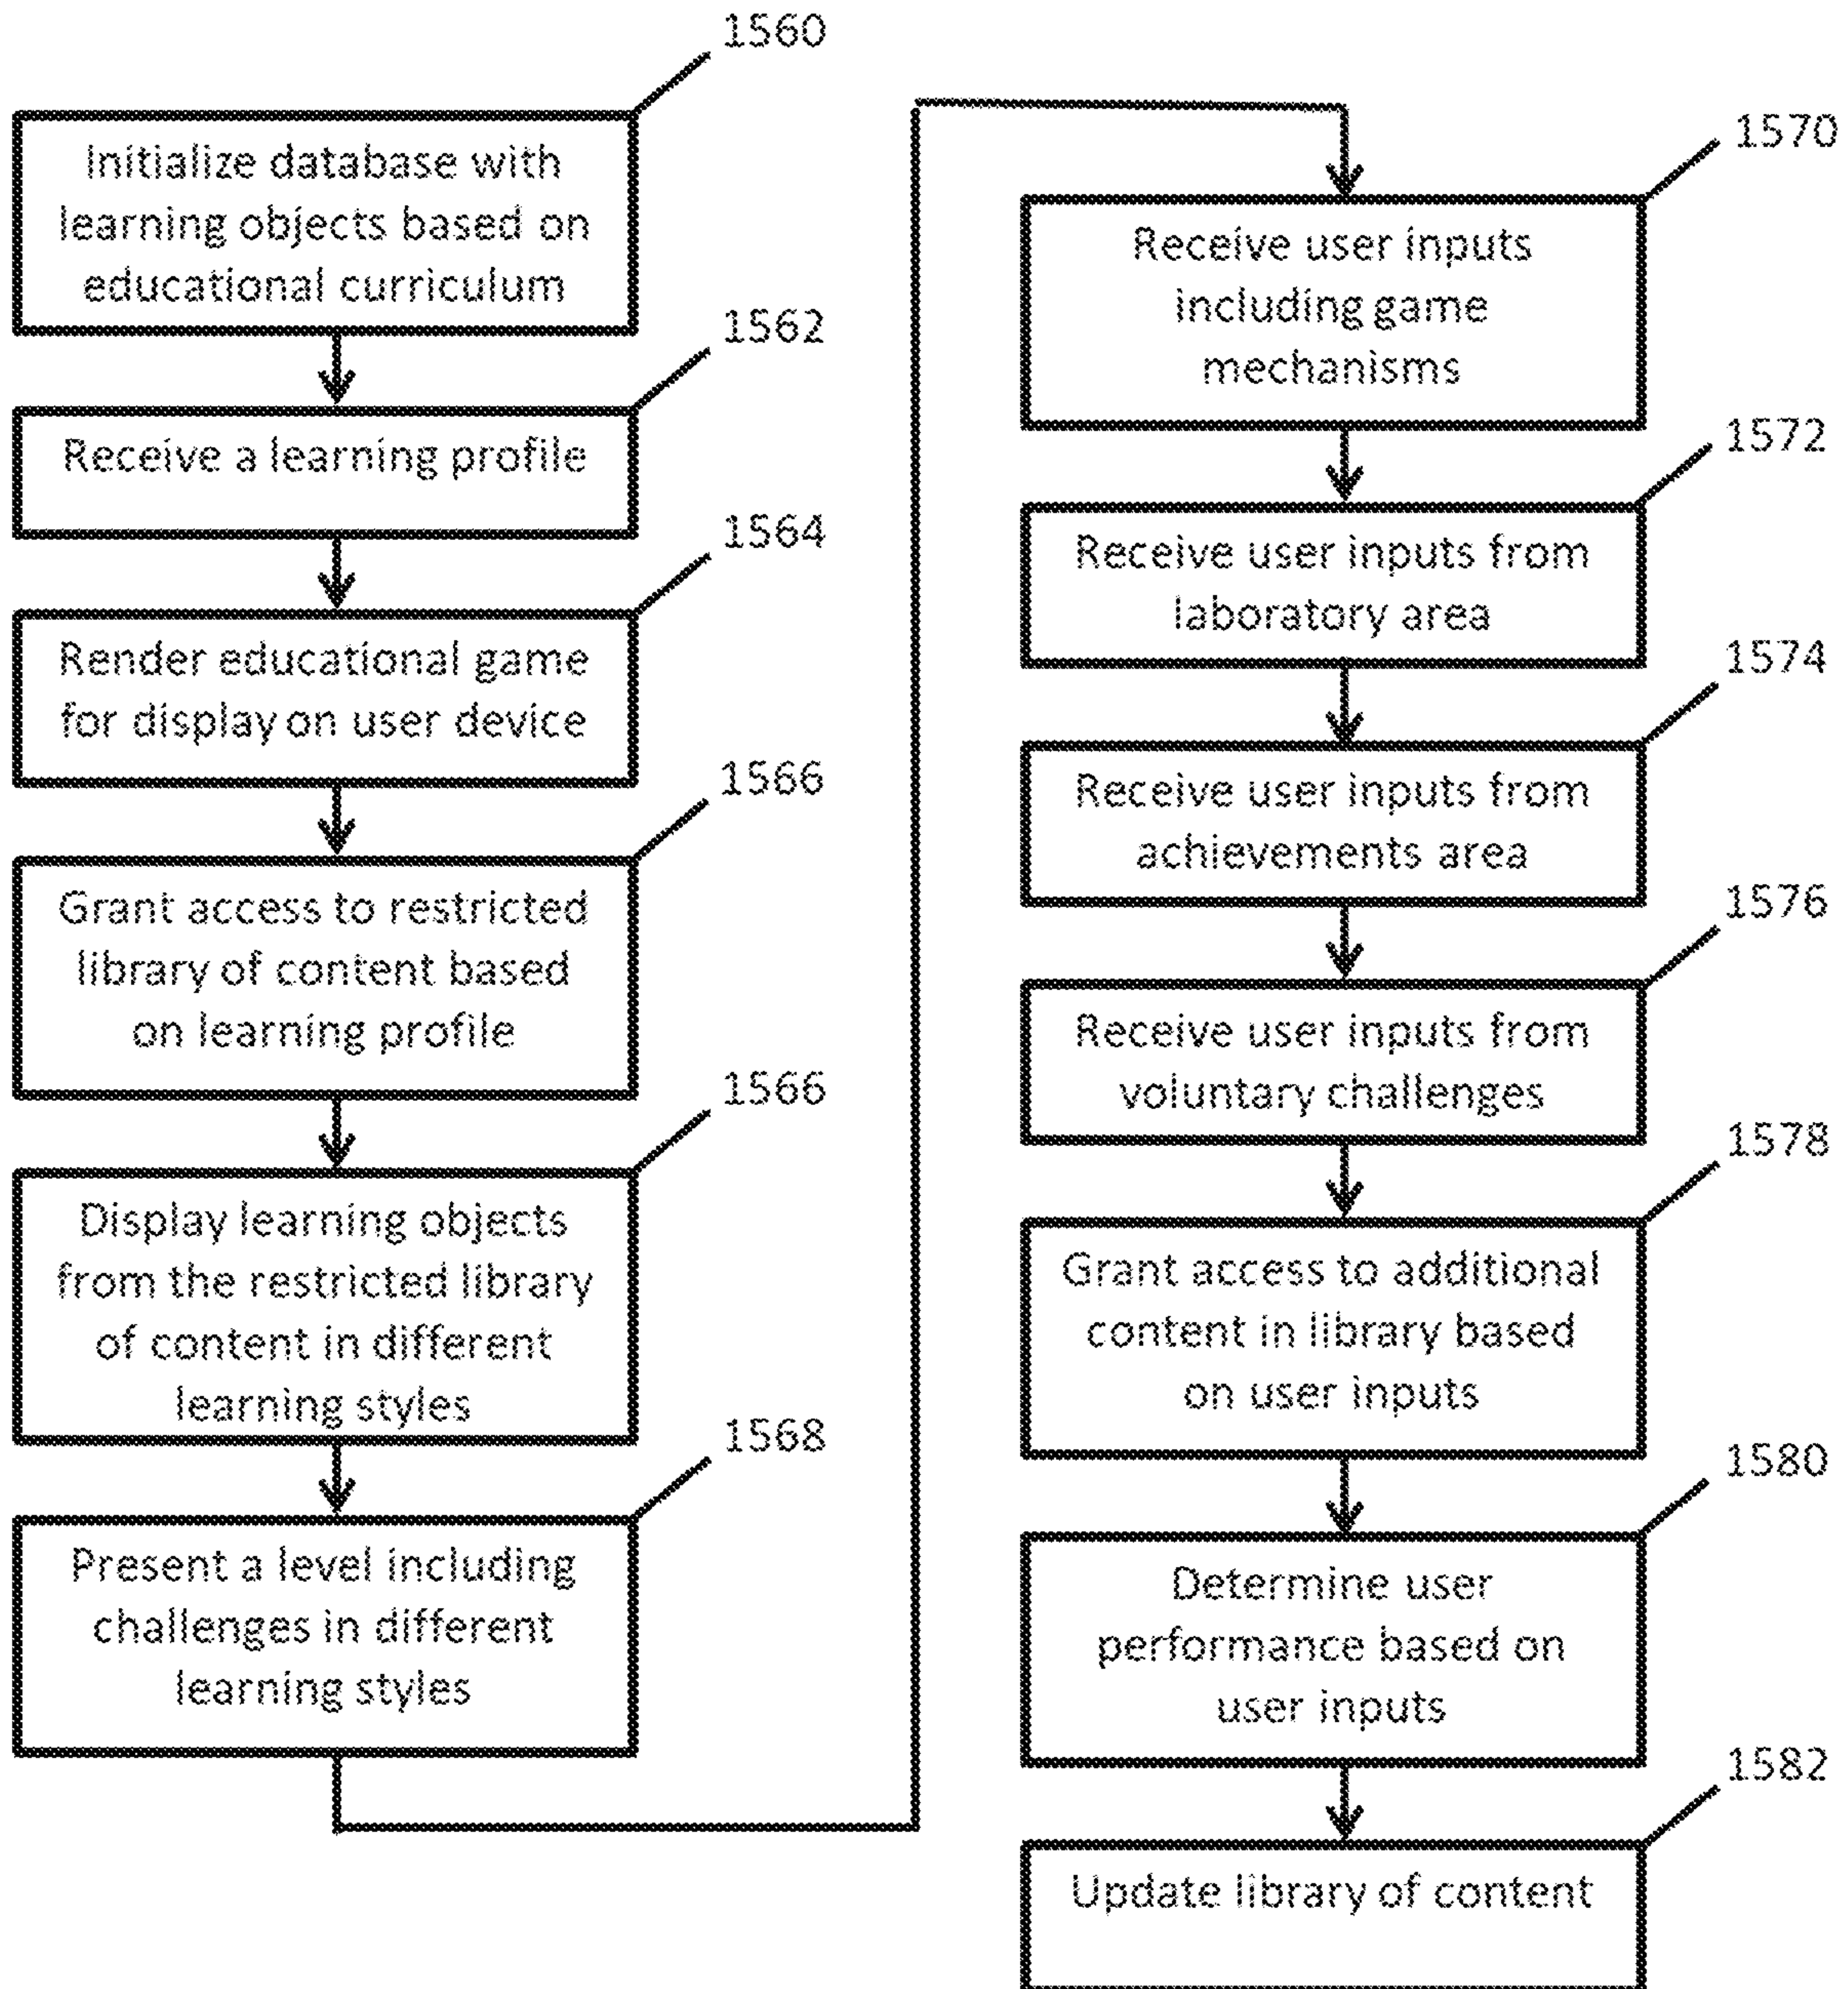 1560
Initialize database with
learning objects based on
educational curriculum
1562
Receive a learning profile
1564
Render educational game
for display on user device
1566
Grant access to restricted
library of content based
on learning profile
1566
Display learning objects
from the restricted library
of content in different
learning styles
1568
Present a level including
challenges in different
learning styles
1570
Receive user inputs
including game
mechanisms
1572
Receive user inputs from
laboratory area
1574
Receive user inputs from
achievements area
1576
Receive user inputs from
voluntary challenges
1578
Grant access to additional
content in library based
on user inputs
1580
Determine user
performance based on
user inputs
1582
Update library of content